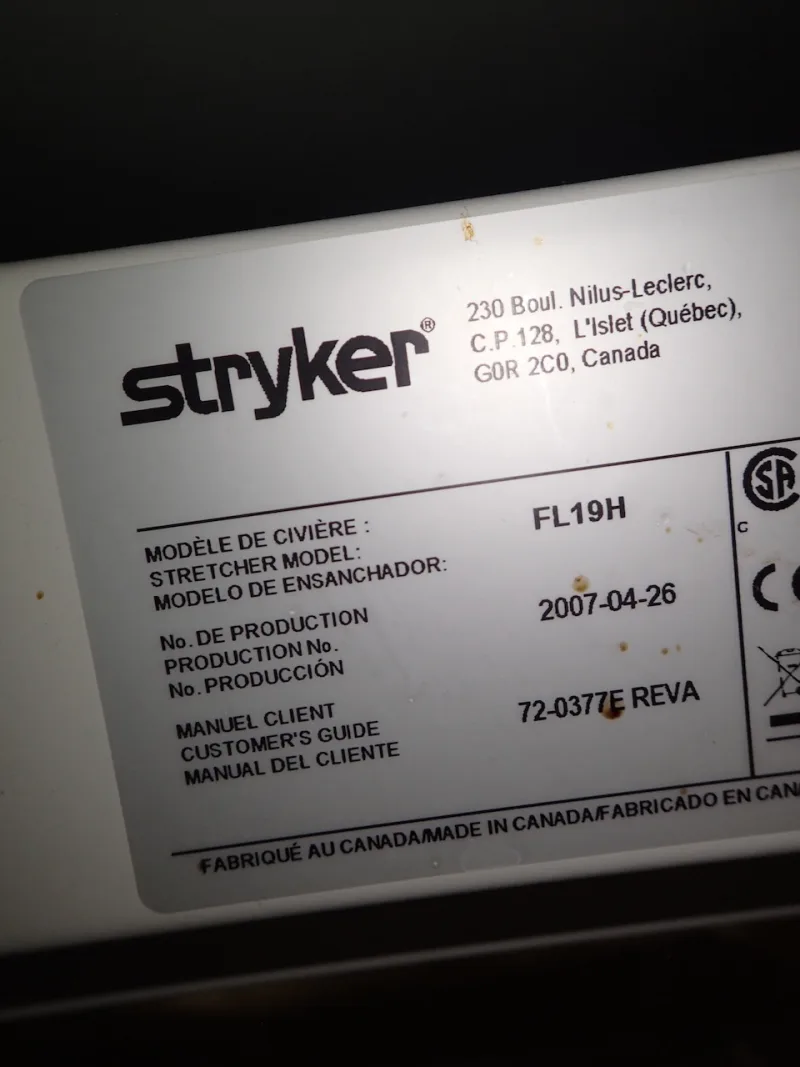 stryker®
230 Boul. Nilus-Leclerc,
C.P.128, L'Islet (Québec),
G0R 2C0, Canada
MODÈLE DE CIVIÈRE :
STRETCHER MODEL:
MODELO DE ENSANCHADOR:
FL19H
No. DE PRODUCTION
PRODUCTION No.
No. PRODUCCIÓN
2007-04-26
MANUEL CLIENT
CUSTOMER'S GUIDE
MANUAL DEL CLIENTE
72-0377E REVA
SA
C
C
FABRIQUÉ AU CANADA/MADE IN CANADA/FABRICADO EN CAN